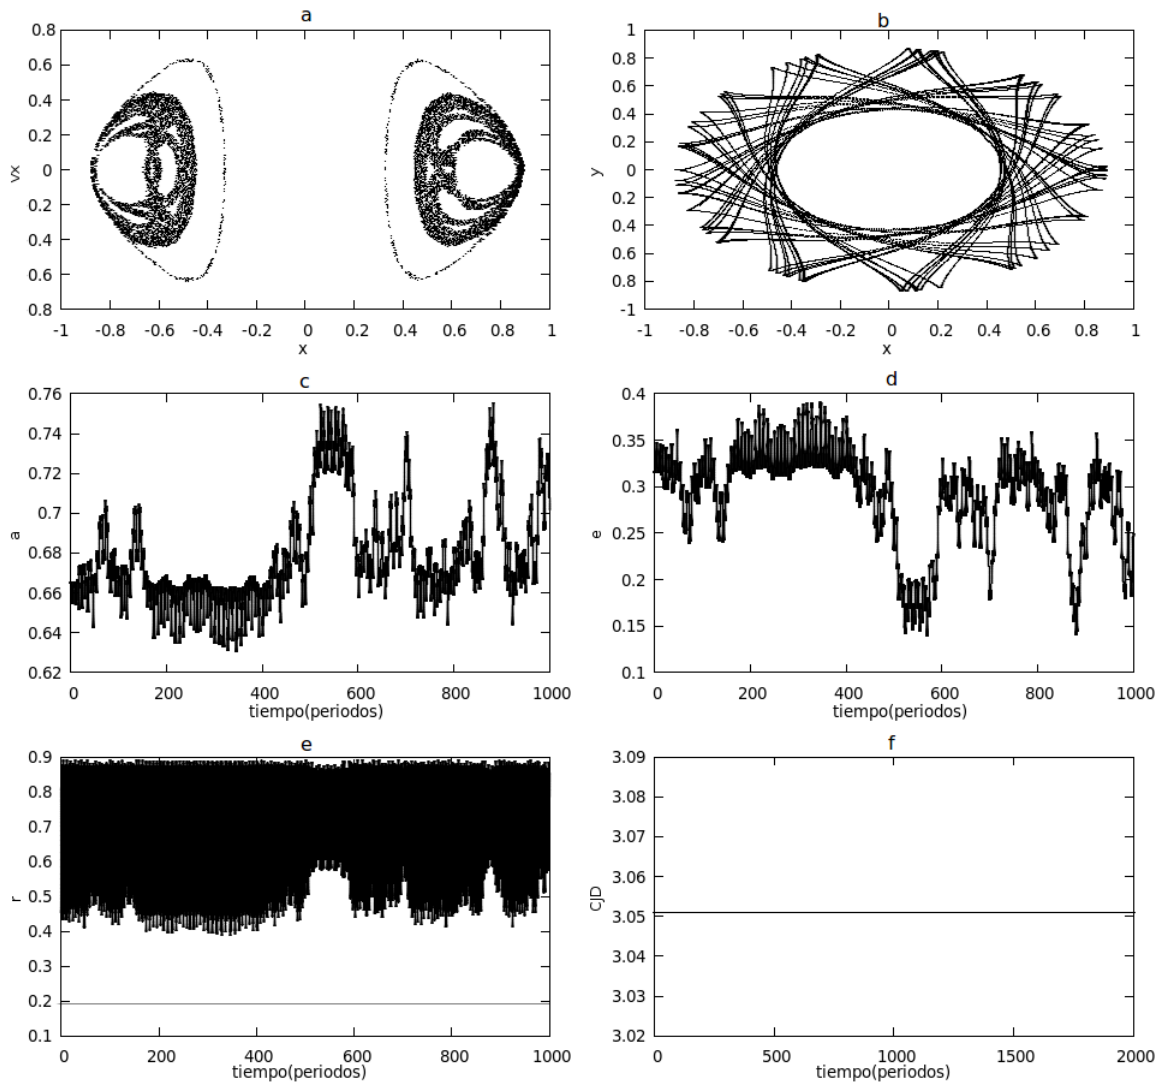 a
0.8
0.6
0.4
0.2
0
0.2
0.4
0.6
0.8
vx
-1 -0.8 -0.6 -0.4 -0.2 0 0.2 0.4 0.6 0.8 1
x
b
1
0.8
0.6
0.4
0.2
0
0.2
0.4
0.6
0.8
-1
y
-1 -0.8 -0.6 -0.4 -0.2 0 0.2 0.4 0.6 0.8 1
x
c
0.76
0.74
0.72
0.7
0.68
0.66
0.64
0.62
a
0 200 400 600 800 1000
tiempo(periodos)
d
0.4
0.35
0.3
0.25
0.2
0.15
0.1
e
0 200 400 600 800 1000
tiempo(periodos)
e
0.9
0.8
0.7
0.6
0.5
0.4
0.3
0.2
0.1
r
0 200 400 600 800 1000
tiempo(periodos)
f
3.09
3.08
3.07
3.06
3.05
3.04
3.03
3.02
CJD
0 500 1000 1500 2000
tiempo(periodos)